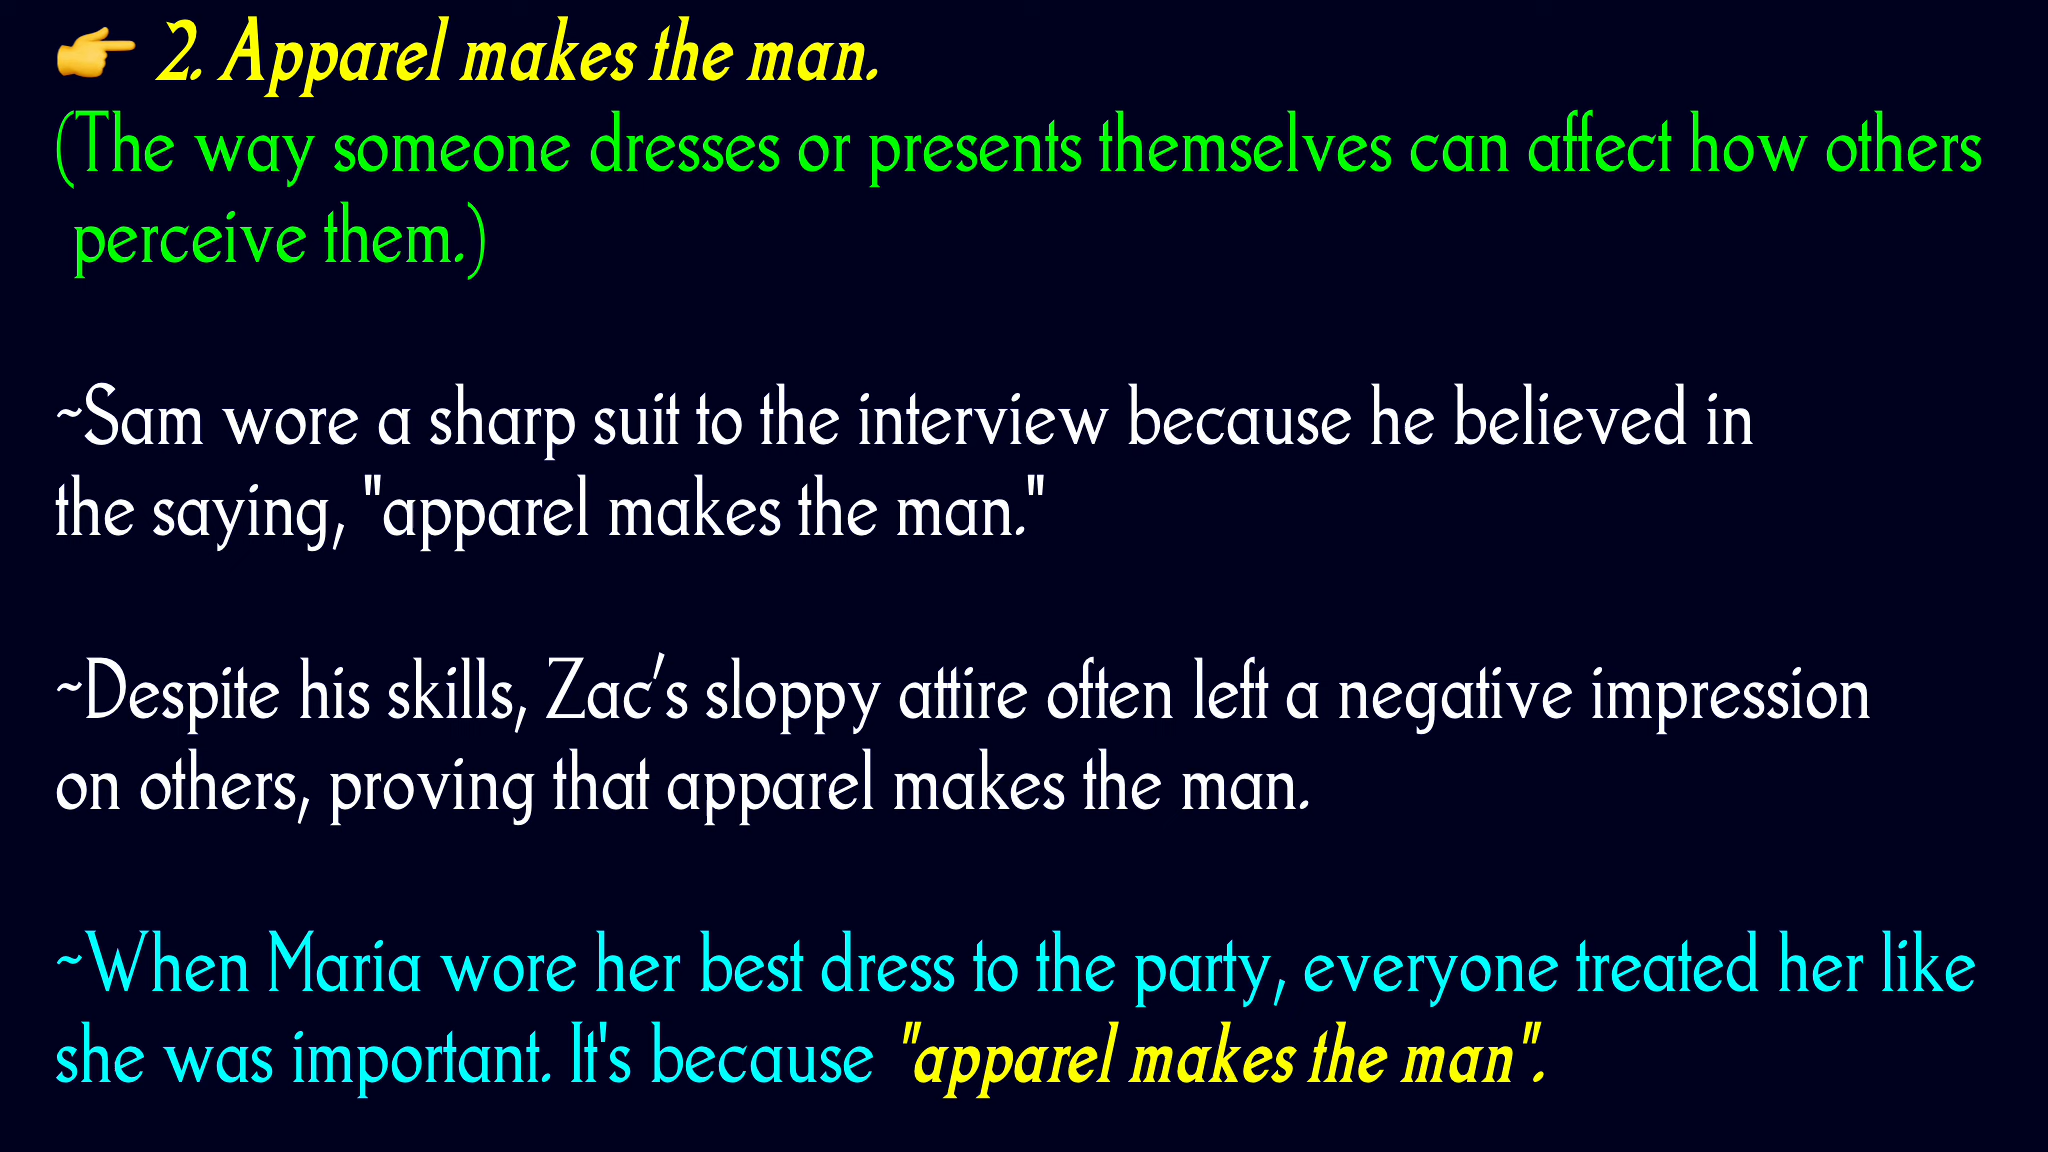 👉 2. Apparel makes the man.
(The way someone dresses or presents themselves can affect how others
perceive them.)
~Sam wore a sharp suit to the interview because he believed in
the saying, "apparel makes the man."
~Despite his skills, Zac's sloppy attire often left a negative impression
on others, proving that apparel makes the man.
~When Maria wore her best dress to the party, everyone treated her like
she was important. It's because "apparel makes the man".